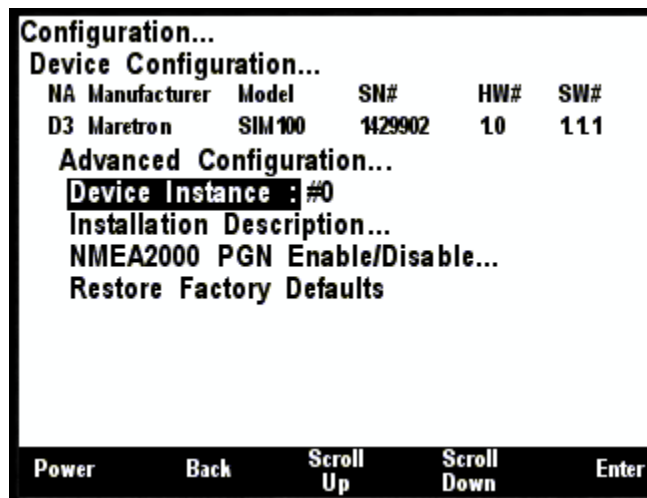 Configuration...
Device Configuration...
NA Manufacturer Model SN# HW# SW#
D3 Maretron SIM100 1429902 1.0 1.1.1
Advanced Configuration...
Device Instance : #0
Installation Description...
NMEA2000 PGN Enable/Disable...
Restore Factory Defaults
Power Back Scroll Up Scroll Down Enter